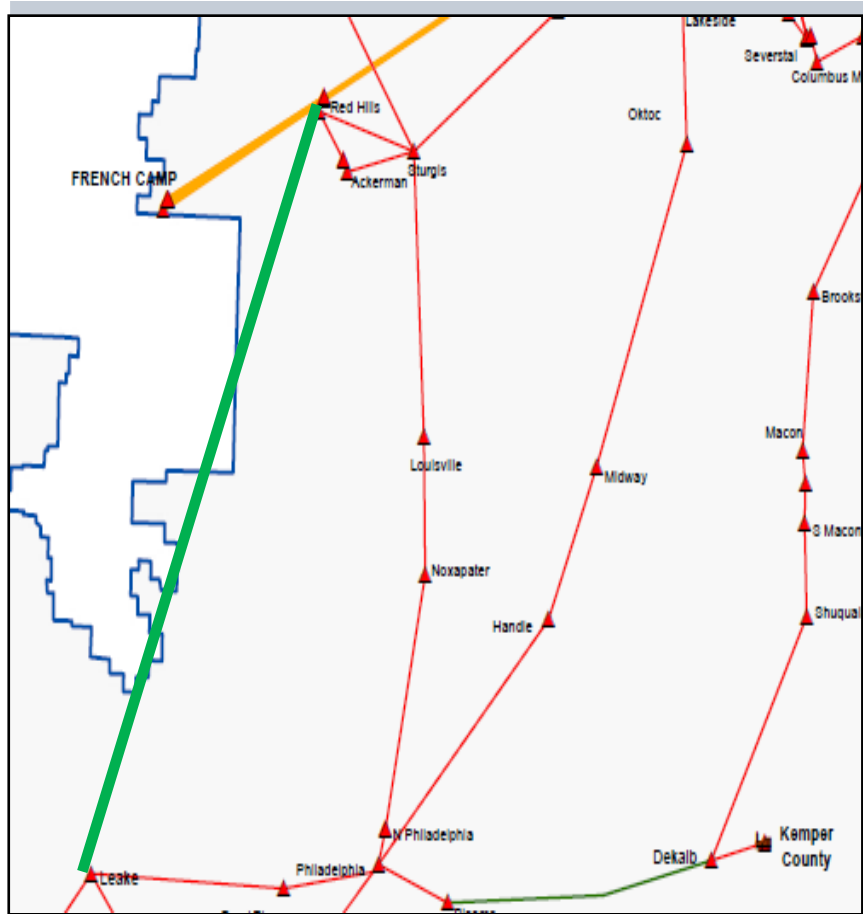 Lakeside
Severstal
Columbus M
Red Hills
Oktoc
FRENCH CAMP
Sturgis
Ackerman
Brooks
Macon
Louisville
Midway
S Macon
Noxapater
Shuqual
Handle
N Philadelphia
Kemper
County
Dekalb
Philadelphia
Leake